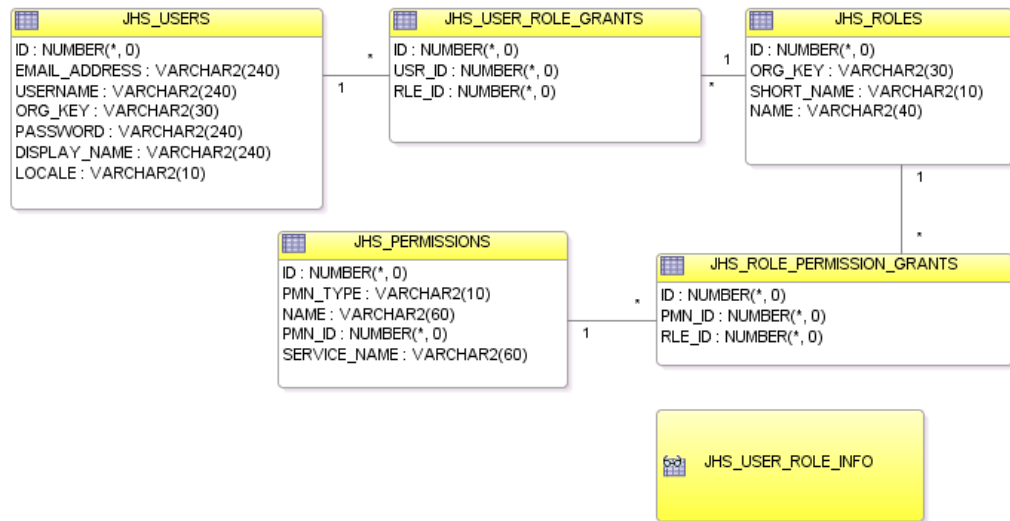 JHS_USERS
ID : NUMBER(*, 0)
EMAIL_ADDRESS : VARCHAR2(240)
USERNAME : VARCHAR2(240)
ORG_KEY : VARCHAR2(30)
PASSWORD : VARCHAR2(240)
DISPLAY_NAME : VARCHAR2(240)
LOCALE : VARCHAR2(10)
*
1
JHS_USER_ROLE_GRANTS
ID : NUMBER(*, 0)
USR_ID : NUMBER(*, 0)
RLE_ID : NUMBER(*, 0)
1
*
JHS_ROLES
ID : NUMBER(*, 0)
ORG_KEY : VARCHAR2(30)
SHORT_NAME : VARCHAR2(10)
NAME : VARCHAR2(40)
1
*
JHS_PERMISSIONS
ID : NUMBER(*, 0)
PMN_TYPE : VARCHAR2(10)
NAME : VARCHAR2(60)
PMN_ID : NUMBER(*, 0)
SERVICE_NAME : VARCHAR2(60)
*
1
JHS_ROLE_PERMISSION_GRANTS
ID : NUMBER(*, 0)
PMN_ID : NUMBER(*, 0)
RLE_ID : NUMBER(*, 0)
JHS_USER_ROLE_INFO